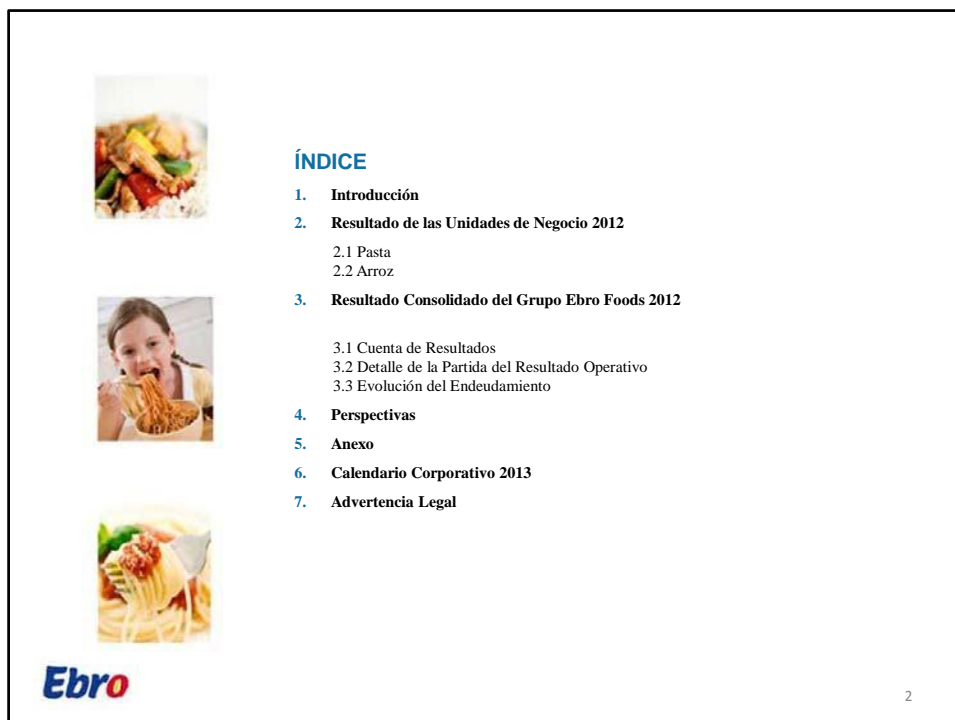 ÍNDICE
1. Introducción
2. Resultado de las Unidades de Negocio 2012
2.1 Pasta
2.2 Arroz
3. Resultado Consolidado del Grupo Ebro Foods 2012
3.1 Cuenta de Resultados
3.2 Detalle de la Partida del Resultado Operativo
3.3 Evolución del Endeudamiento
4. Perspectivas
5. Anexo
6. Calendario Corporativo 2013
7. Advertencia Legal
Ebro
2